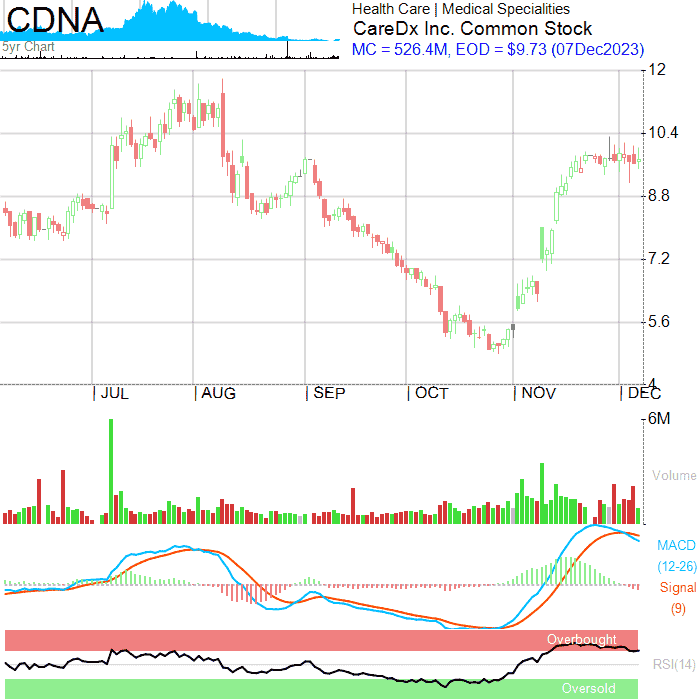 CDNA
5yr Chart
Health Care | Medical Specialities
CareDx Inc. Common Stock
MC = 526.4M, EOD = $9.73 (07Dec2023)
12
10.4
8.8
7.2
5.6
4
| JUL | AUG | SEP | OCT | NOV | DEC
6M
Volume
MACD
(12-26)
Signal
(9)
Overbought
RSI(14)
Oversold